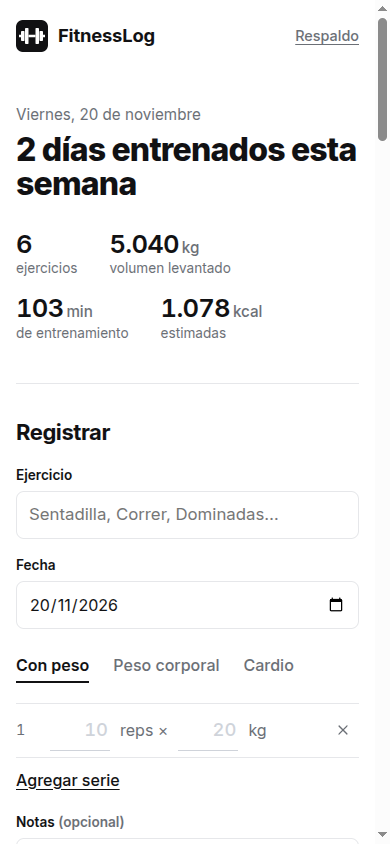 FitnessLog
Respaldo
Viernes, 20 de noviembre
2 días entrenados esta
semana
6
ejercicios
5.040 kg
volumen levantado
103 min
de entrenamiento
1.078 kcal
estimadas
Registrar
Ejercicio
Sentadilla, Correr, Dominadas...
Fecha
20/11/2026
Con peso Peso corporal Cardio
1 10 reps × 20 kg ×
Agregar serie
Notas (opcional)